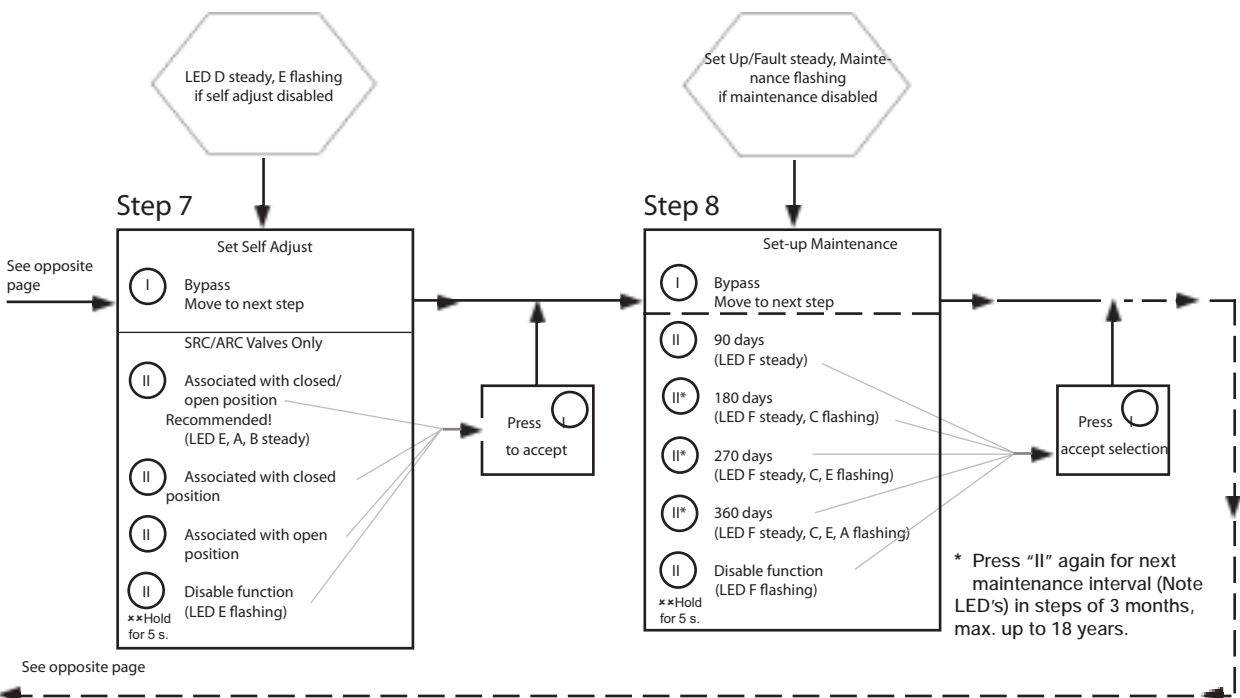 LED D steady, E flashing
if self adjust disabled
Set Up/Fault steady, Mainte-
nance flashing
if maintenance disabled
Step 7
See opposite
page
Set Self Adjust
I
Bypass
Move to next step
SRC/ARC Valves Only
II
Associated with closed/
open position
Recommended!
(LED E, A, B steady)
II
Associated with closed
position
II
Associated with open
position
II
Disable function
(LED E flashing)
××Hold
for 5 s.
Press I
to accept
Step 8
Set-up Maintenance
I
Bypass
Move to next step
II
90 days
(LED F steady)
II*
180 days
(LED F steady, C flashing)
II*
270 days
(LED F steady, C, E flashing)
II*
360 days
(LED F steady, C, E, A flashing)
II
Disable function
(LED F flashing)
××Hold
for 5 s.
Press I
accept selection
* Press “II” again for next
maintenance interval (Note
LED's) in steps of 3 months,
max. up to 18 years.
See opposite page